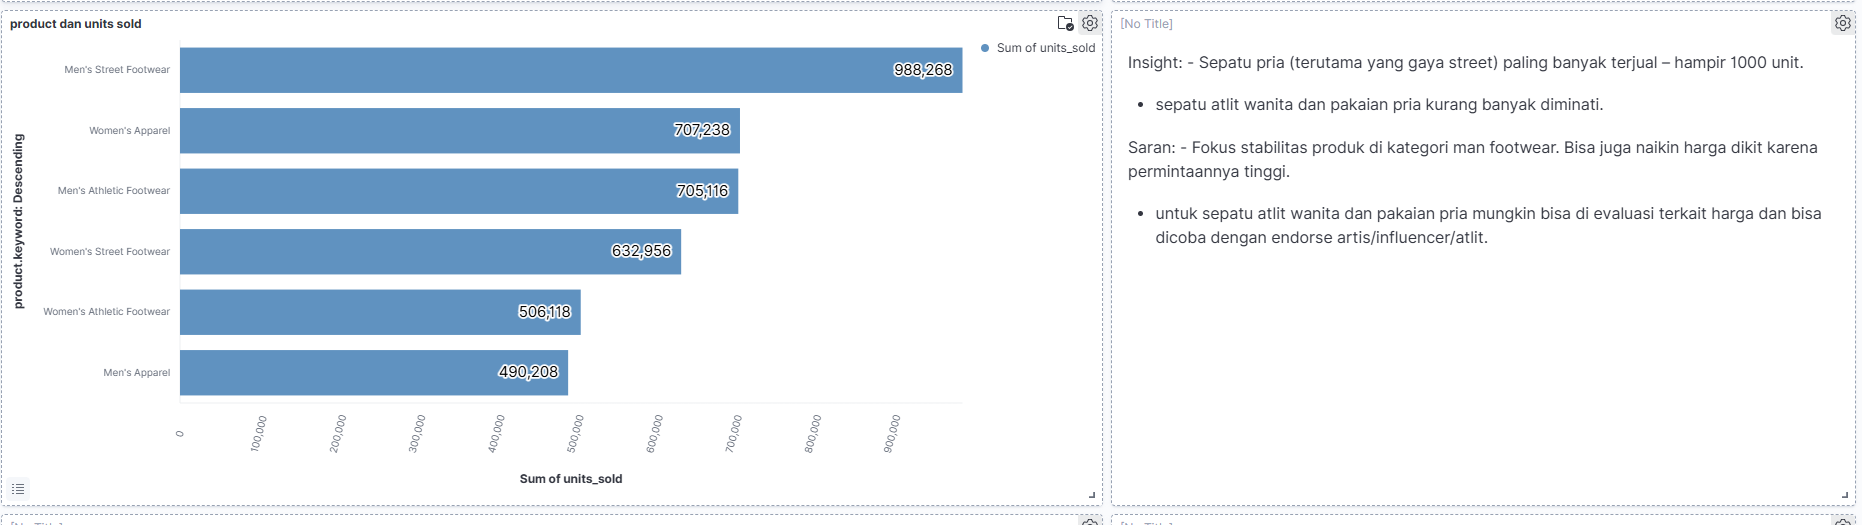 product dan units sold
Sum of units_sold
product.keyword: Descending
Men's Street Footwear
988,268
Women's Apparel
707,238
Men's Athletic Footwear
705,116
Women's Street Footwear
632,956
Women's Athletic Footwear
506,118
Men's Apparel
490,208
0
100,000
200,000
300,000
400,000
500,000
600,000
700,000
800,000
900,000
Sum of units_sold
[No Title]
Insight: - Sepatu pria (terutama yang gaya street) paling banyak terjual – hampir 1000 unit.
• sepatu atlit wanita dan pakaian pria kurang banyak diminati.
Saran: - Fokus stabilitas produk di kategori man footwear. Bisa juga naikin harga dikit karena
permintaannya tinggi.
• untuk sepatu atlit wanita dan pakaian pria mungkin bisa di evaluasi terkait harga dan bisa
dicoba dengan endorse artis/influencer/atlit.
[No Title]
[No Title]